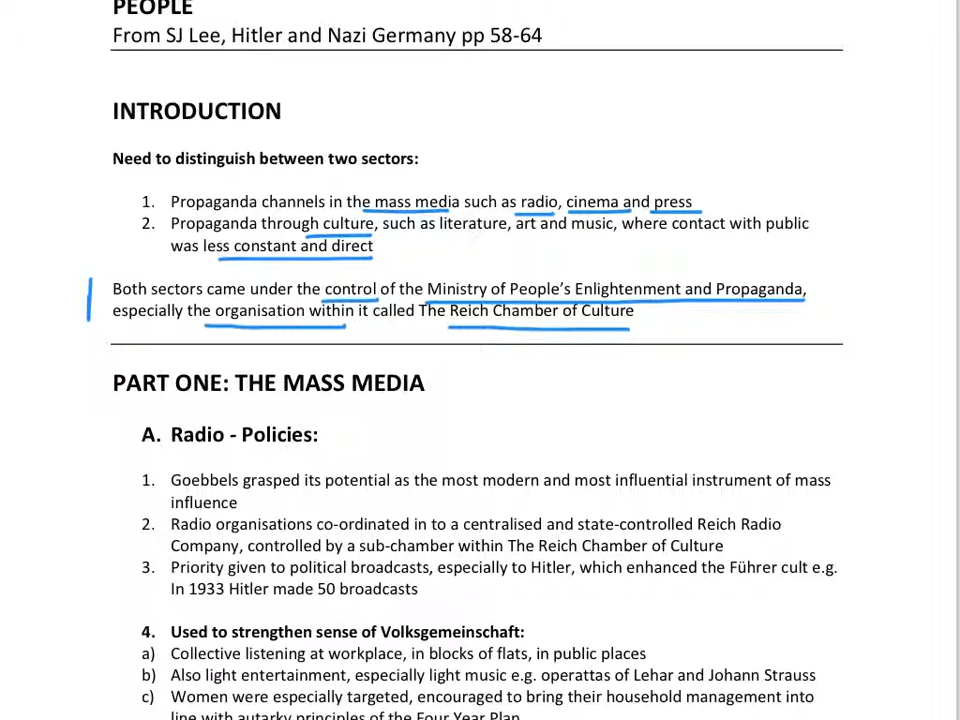 PEOPLE
From SJ Lee, Hitler and Nazi Germany pp 58-64
INTRODUCTION
Need to distinguish between two sectors:
1. Propaganda channels in the mass media such as radio, cinema and press
2. Propaganda through culture, such as literature, art and music, where contact with public
was less constant and direct
Both sectors came under the control of the Ministry of People's Enlightenment and Propaganda,
especially the organisation within it called The Reich Chamber of Culture
PART ONE: THE MASS MEDIA
A. Radio - Policies:
1. Goebbels grasped its potential as the most modern and most influential instrument of mass
influence
2. Radio organisations co-ordinated in to a centralised and state-controlled Reich Radio
Company, controlled by a sub-chamber within The Reich Chamber of Culture
3. Priority given to political broadcasts, especially to Hitler, which enhanced the Führer cult e.g.
In 1933 Hitler made 50 broadcasts
4. Used to strengthen sense of Volksgemeinschaft:
a) Collective listening at workplace, in blocks of flats, in public places
b) Also light entertainment, especially light music e.g. operattas of Lehar and Johann Strauss
c) Women were especially targeted, encouraged to bring their household management into
line with autarky principles of the Four Year Plan